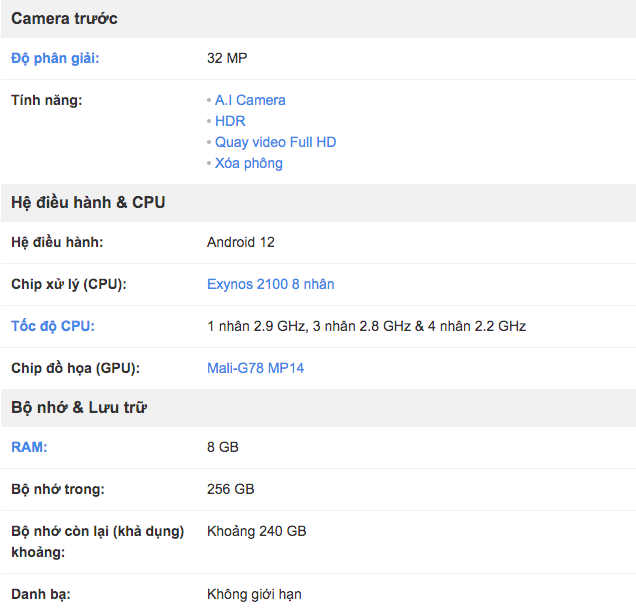 Camera trước
Độ phân giải: 32 MP
Tính năng: • A.I Camera
• HDR
• Quay video Full HD
• Xóa phông
Hệ điều hành & CPU
Hệ điều hành: Android 12
Chip xử lý (CPU): Exynos 2100 8 nhân
Tốc độ CPU: 1 nhân 2.9 GHz, 3 nhân 2.8 GHz & 4 nhân 2.2 GHz
Chip đồ họa (GPU): Mali-G78 MP14
Bộ nhớ & Lưu trữ
RAM: 8 GB
Bộ nhớ trong: 256 GB
Bộ nhớ còn lại (khả dụng) Khoảng 240 GB
khoảng:
Danh bạ: Không giới hạn